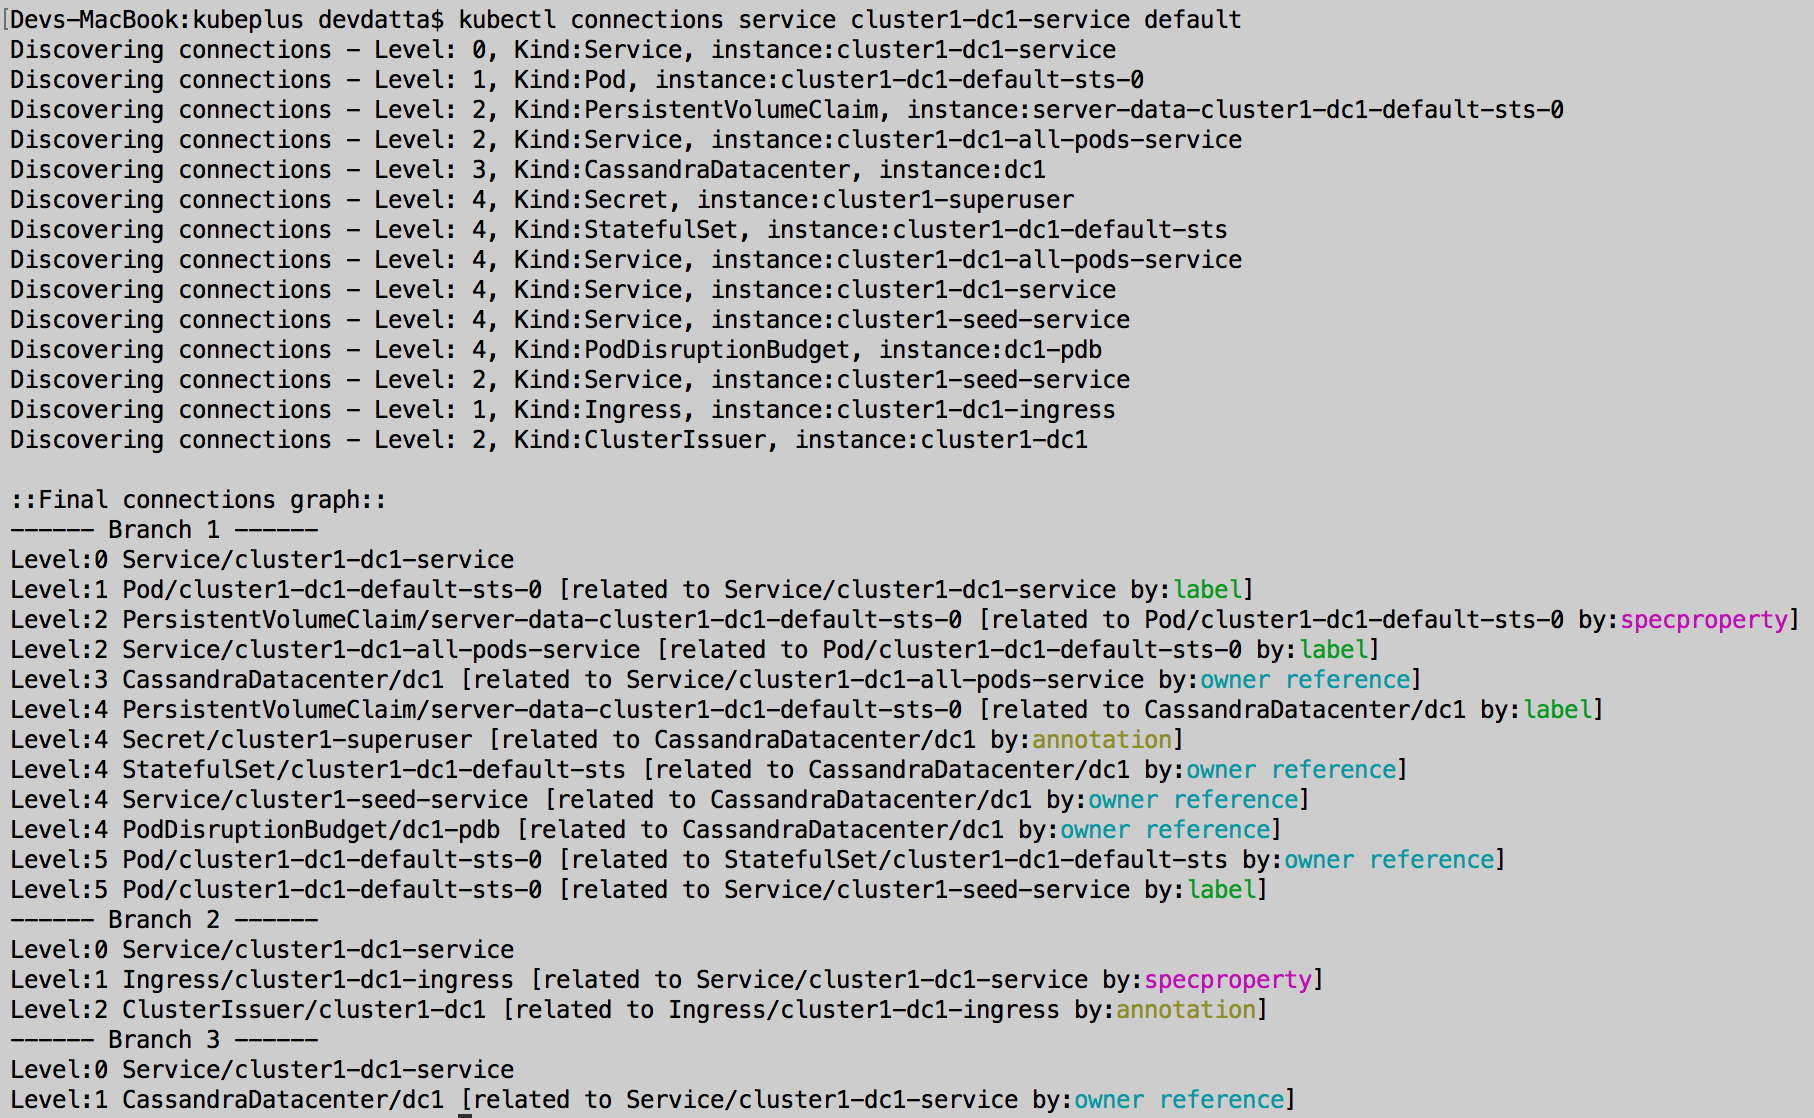 [Devs-MacBook:kubeplus devdatta$ kubectl connections service cluster1-dc1-service default
Discovering connections - Level: 0, Kind:Service, instance:cluster1-dc1-service
Discovering connections - Level: 1, Kind:Pod, instance:cluster1-dc1-default-sts-0
Discovering connections - Level: 2, Kind:PersistentVolumeClaim, instance:server-data-cluster1-dc1-default-sts-0
Discovering connections - Level: 2, Kind:Service, instance:cluster1-dc1-all-pods-service
Discovering connections - Level: 3, Kind:CassandraDatacenter, instance:dc1
Discovering connections - Level: 4, Kind:Secret, instance:cluster1-superuser
Discovering connections - Level: 4, Kind:StatefulSet, instance:cluster1-dc1-default-sts
Discovering connections - Level: 4, Kind:Service, instance:cluster1-dc1-all-pods-service
Discovering connections - Level: 4, Kind:Service, instance:cluster1-dc1-service
Discovering connections - Level: 4, Kind:Service, instance:cluster1-seed-service
Discovering connections - Level: 4, Kind:PodDisruptionBudget, instance:dc1-pdb
Discovering connections - Level: 2, Kind:Service, instance:cluster1-seed-service
Discovering connections - Level: 1, Kind:Ingress, instance:cluster1-dc1-ingress
Discovering connections - Level: 2, Kind:ClusterIssuer, instance:cluster1-dc1
::Final connections graph::
------ Branch 1 ------
Level:0 Service/cluster1-dc1-service
Level:1 Pod/cluster1-dc1-default-sts-0 [related to Service/cluster1-dc1-service by:label]
Level:2 PersistentVolumeClaim/server-data-cluster1-dc1-default-sts-0 [related to Pod/cluster1-dc1-default-sts-0 by:specproperty]
Level:2 Service/cluster1-dc1-all-pods-service [related to Pod/cluster1-dc1-default-sts-0 by:label]
Level:3 CassandraDatacenter/dc1 [related to Service/cluster1-dc1-all-pods-service by:owner reference]
Level:4 PersistentVolumeClaim/server-data-cluster1-dc1-default-sts-0 [related to CassandraDatacenter/dc1 by:label]
Level:4 Secret/cluster1-superuser [related to CassandraDatacenter/dc1 by:annotation]
Level:4 StatefulSet/cluster1-dc1-default-sts [related to CassandraDatacenter/dc1 by:owner reference]
Level:4 Service/cluster1-seed-service [related to CassandraDatacenter/dc1 by:owner reference]
Level:4 PodDisruptionBudget/dc1-pdb [related to CassandraDatacenter/dc1 by:owner reference]
Level:5 Pod/cluster1-dc1-default-sts-0 [related to StatefulSet/cluster1-dc1-default-sts by:owner reference]
Level:5 Pod/cluster1-dc1-default-sts-0 [related to Service/cluster1-seed-service by:label]
------ Branch 2 ------
Level:0 Service/cluster1-dc1-service
Level:1 Ingress/cluster1-dc1-ingress [related to Service/cluster1-dc1-service by:specproperty]
Level:2 ClusterIssuer/cluster1-dc1 [related to Ingress/cluster1-dc1-ingress by:annotation]
------ Branch 3 ------
Level:0 Service/cluster1-dc1-service
Level:1 CassandraDatacenter/dc1 [related to Service/cluster1-dc1-service by:owner reference]